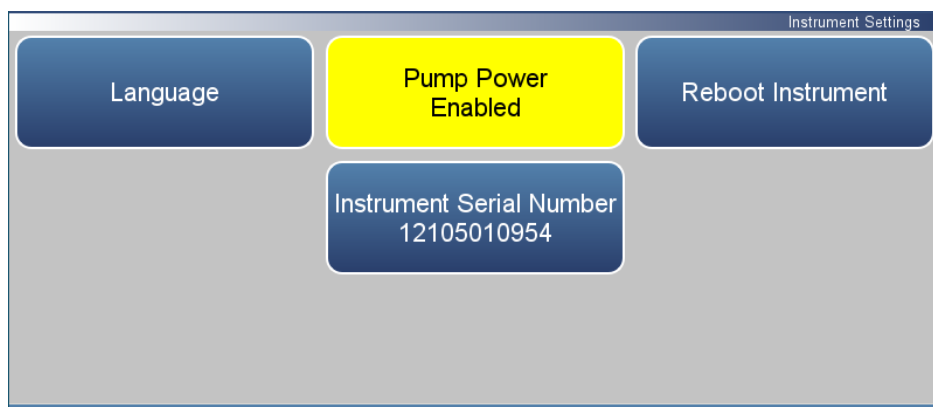 Instrument Settings
Language
Pump Power
Enabled
Reboot Instrument
Instrument Serial Number
12105010954